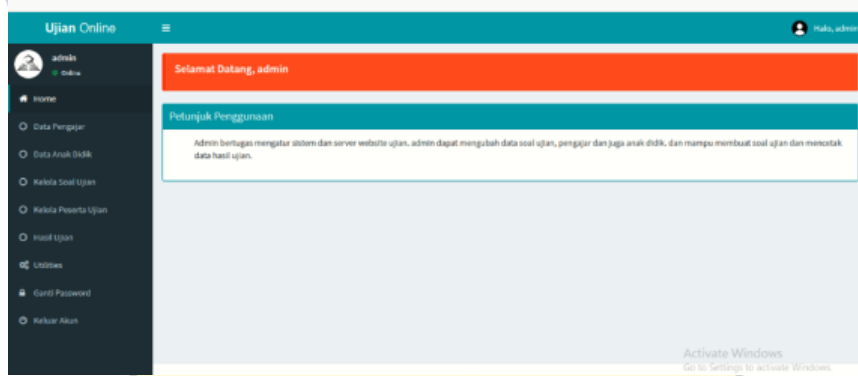 Ujian Online
Halo, admin
admin
Online
Selamat Datang, admin
Home
Petunjuk Penggunaan
Data Pengajar
Admin bertugas mengatur sistem dan server website ujian. admin dapat mengubah data soal ujian, pengajar dan juga anak didik. dan mampu membuat soal ujian dan mencetak
data hasil ujian.
Data Anak Didik
Kelola Soal Ujian
Kelola Peserta Ujian
Hasil Ujian
Utilities
Ganti Password
Keluar Akun
Activate Windows
Go to Settings to activate Windows.